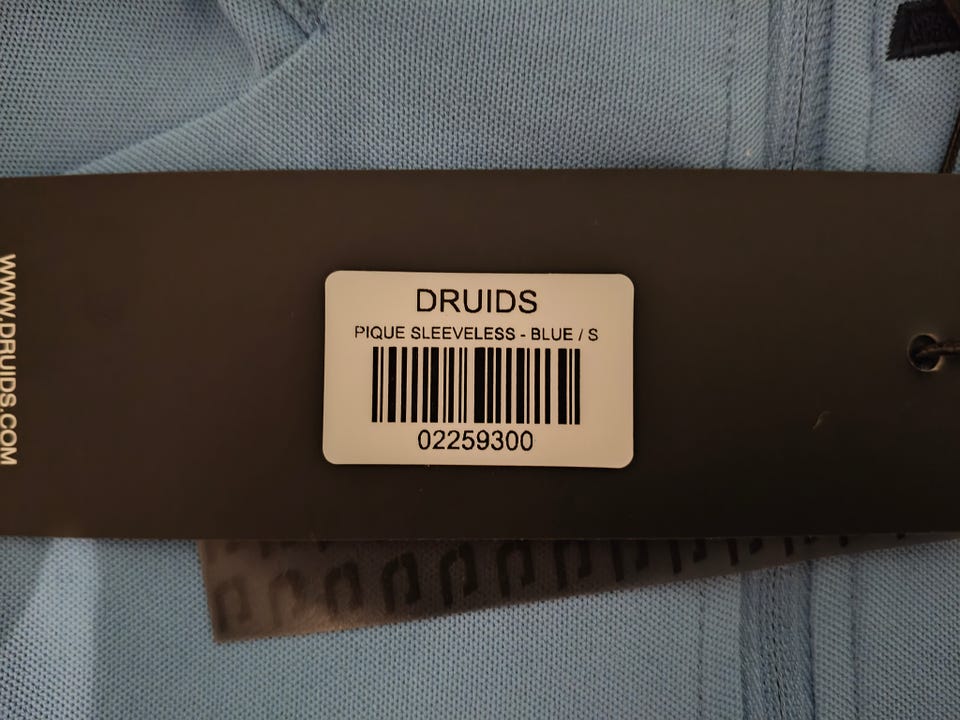 DRUIDS
PIQUE SLEEVELESS - BLUE / S
02259300
WWW.DRUIDS.COM